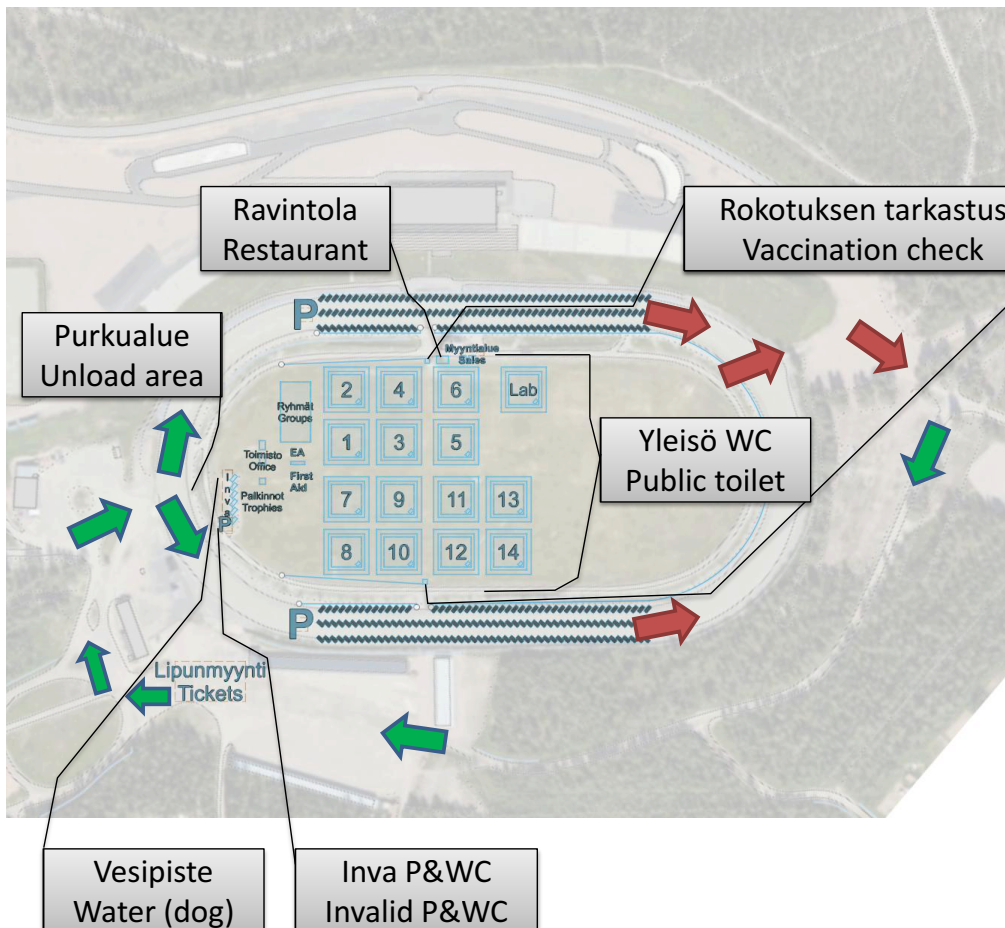 Ravintola
Restaurant
Rokotuksen tarkastus
Vaccination check
Purkualue
Unload area
P
Myyntialue
Sales
2
4
6
Lab
Ryhmät
Groups
1
3
5
Toimisto
Office
EA
First
Aid
Palkinnot
Trophies
Inva
P
Yleisö WC
Public toilet
7
9
11
13
8
10
12
14
P
Lipunmyynti
Tickets
Vesipiste
Water (dog)
Inva P&WC
Invalid P&WC